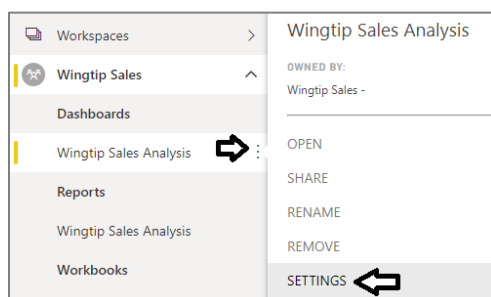 Workspaces
Wingtip Sales
Dashboards
Wingtip Sales Analysis
Reports
Wingtip Sales Analysis
Workbooks
Wingtip Sales Analysis
OWNED BY:
Wingtip Sales -
OPEN
SHARE
RENAME
REMOVE
SETTINGS